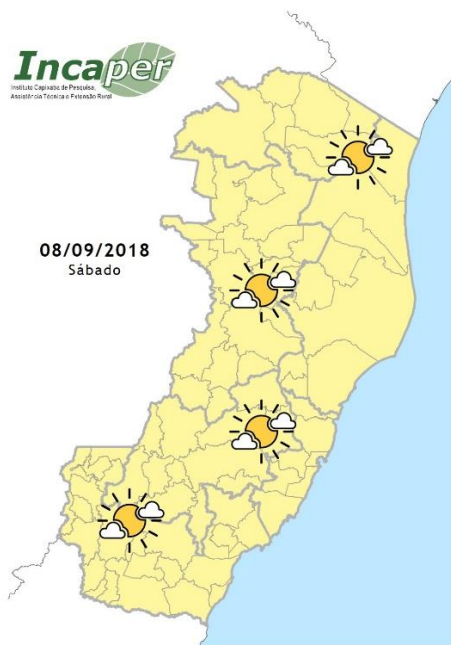 Incaper
Instituto Capixaba de Pesquisa,
Assistência Técnica e Extensão Rural
08/09/2018
Sábado